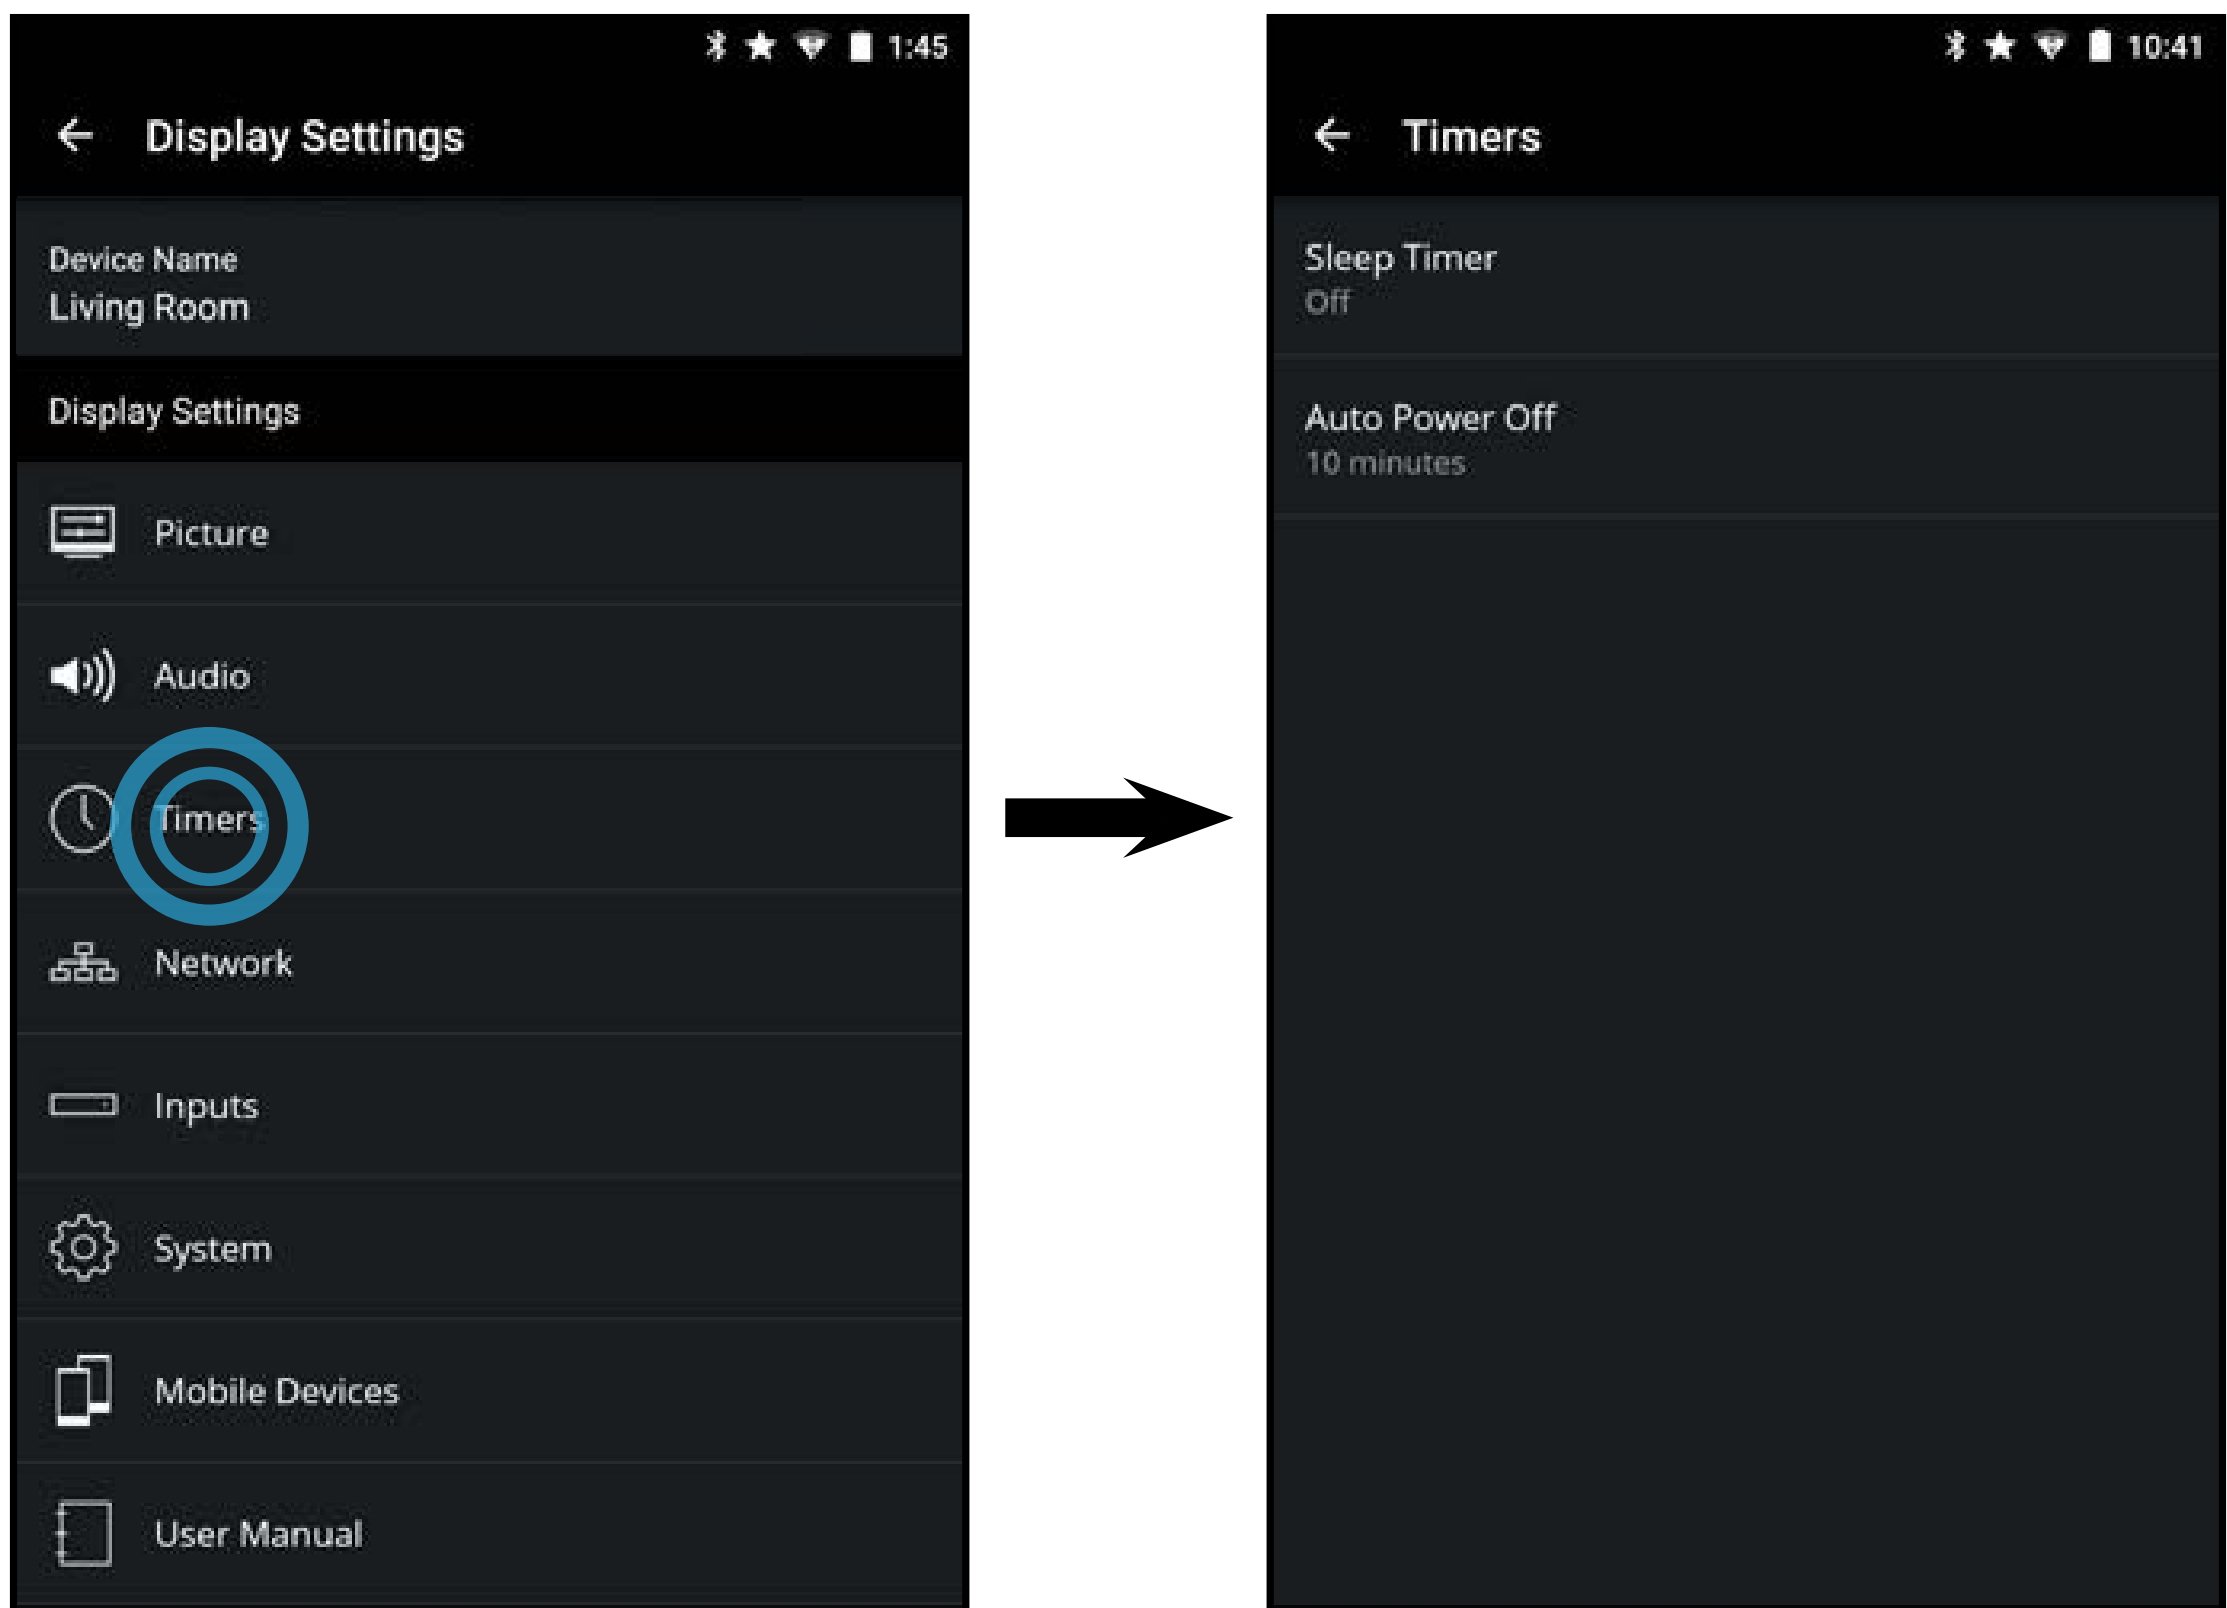 1:45
Display Settings
Device Name
Living Room
Display Settings
Picture
Audio
Timers
Network
Inputs
System
Mobile Devices
User Manual
10:41
Timers
Sleep Timer
Off
Auto Power Off
10 minutes